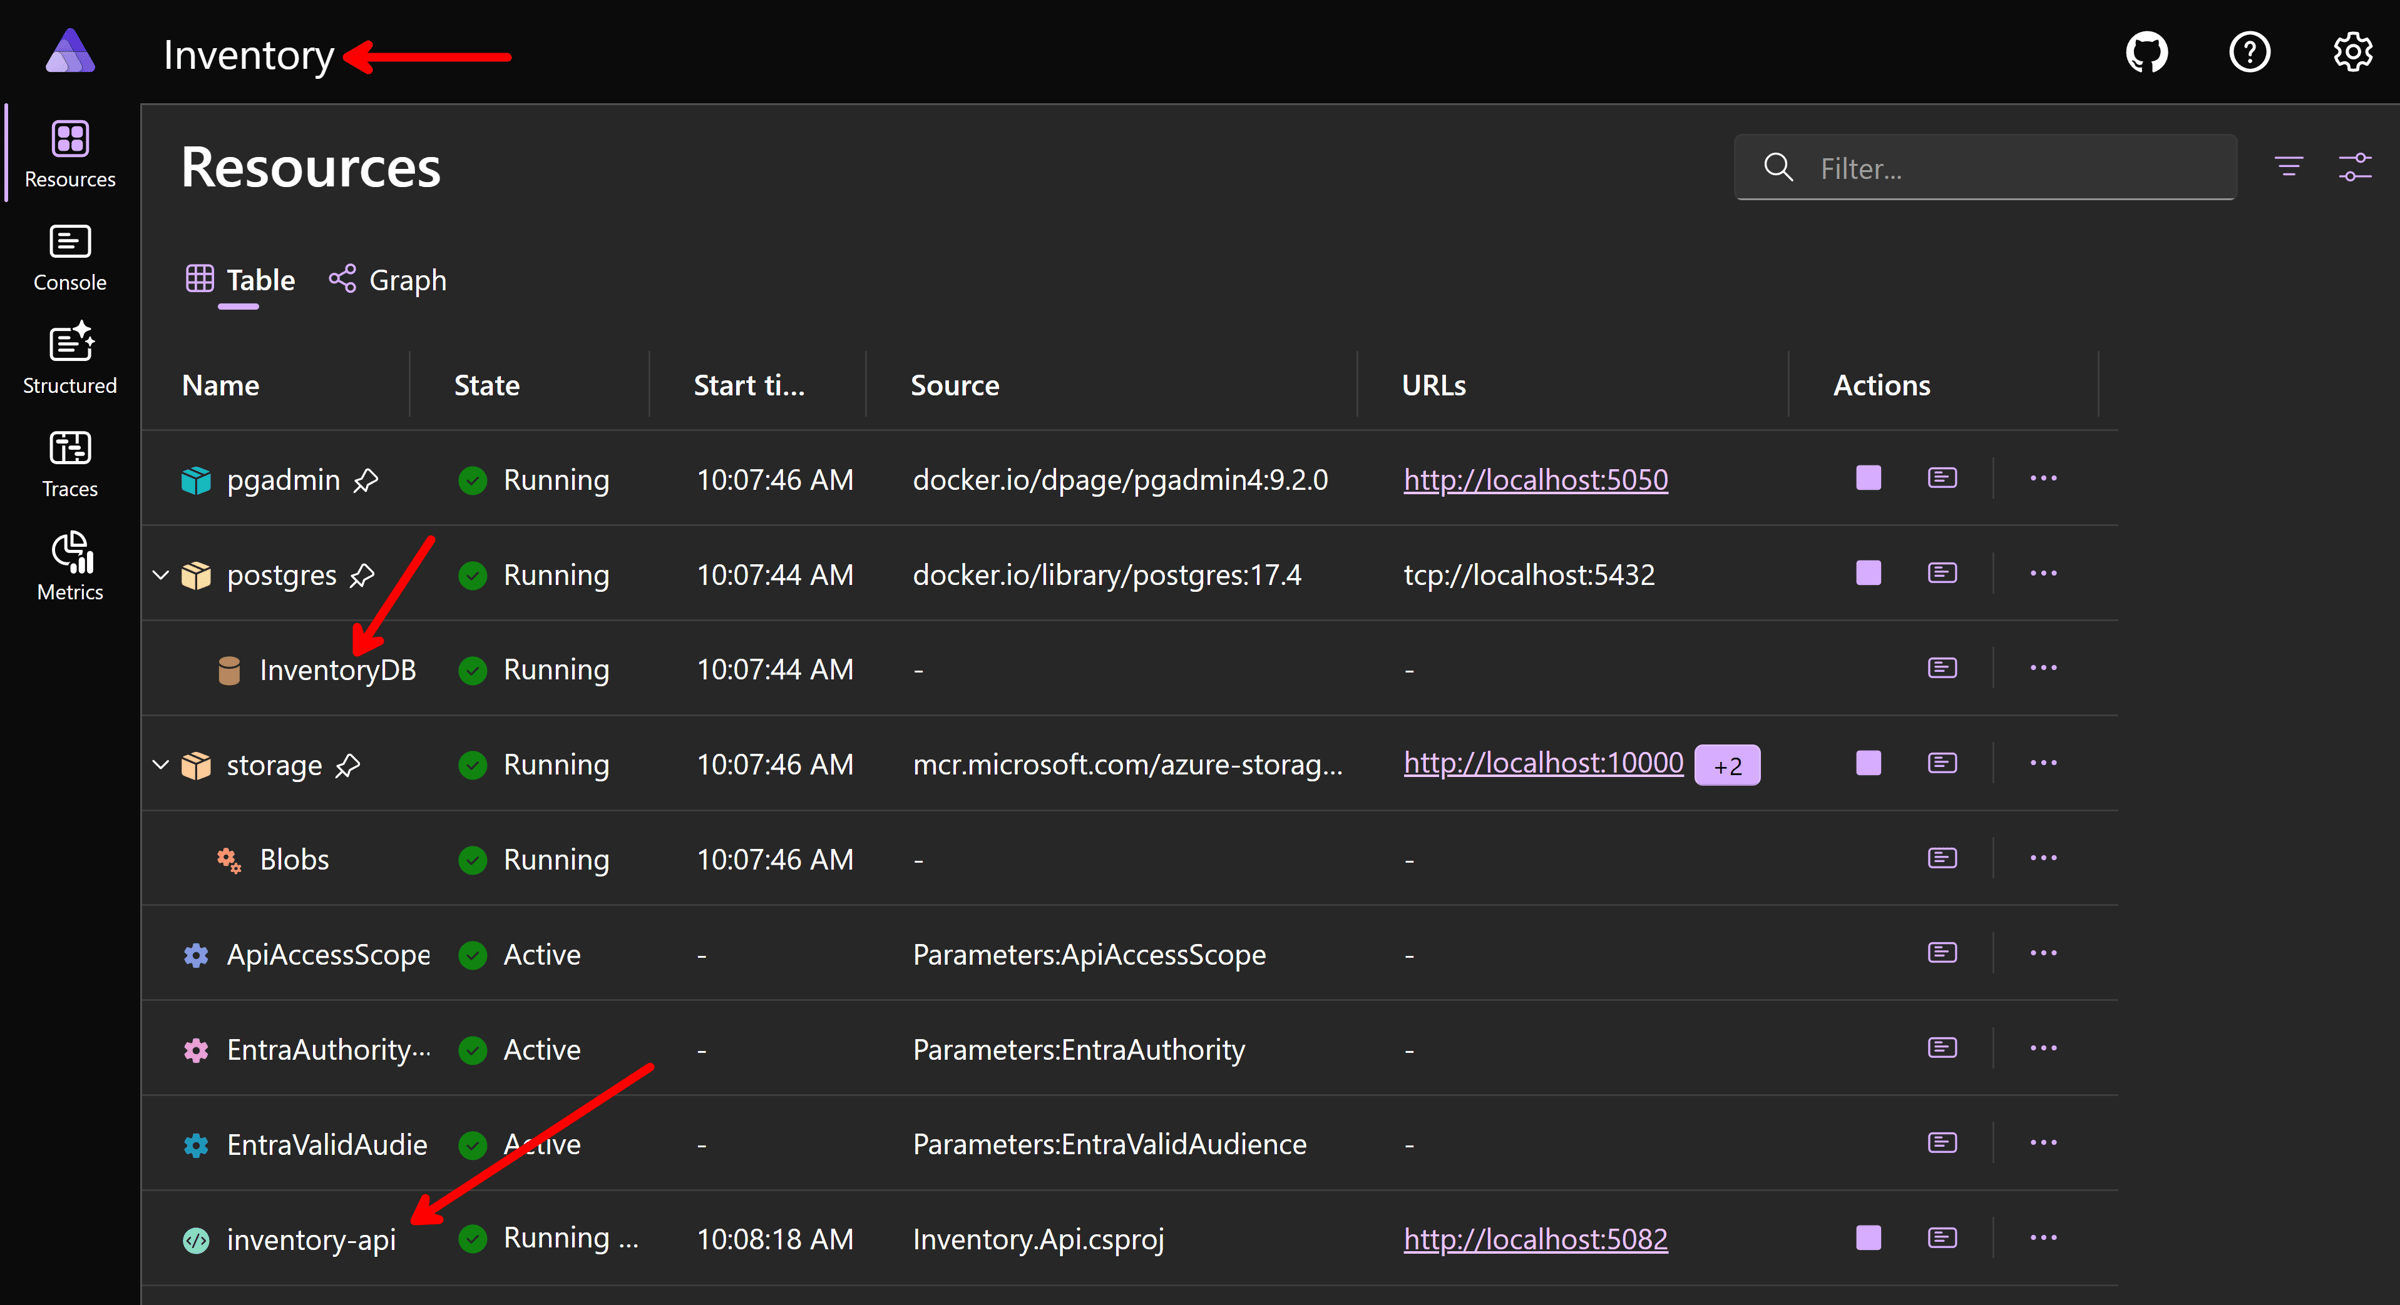 Inventory
Resources
Console
Structured
Traces
Metrics
Resources
Filter...
Table Graph
Name State Start ti... Source URLs Actions
pgadmin Running 10:07:46 AM docker.io/dpage/pgadmin4:9.2.0 http://localhost:5050
postgres Running 10:07:44 AM docker.io/library/postgres:17.4 tcp://localhost:5432
InventoryDB Running 10:07:44 AM - -
storage Running 10:07:46 AM mcr.microsoft.com/azure-storag... http://localhost:10000 +2
Blobs Running 10:07:46 AM - -
ApiAccessScope Active - Parameters:ApiAccessScope -
EntraAuthority... Active - Parameters:EntraAuthority -
EntraValidAudie Active - Parameters:EntraValidAudience -
inventory-api Running ... 10:08:18 AM Inventory.Api.csproj http://localhost:5082